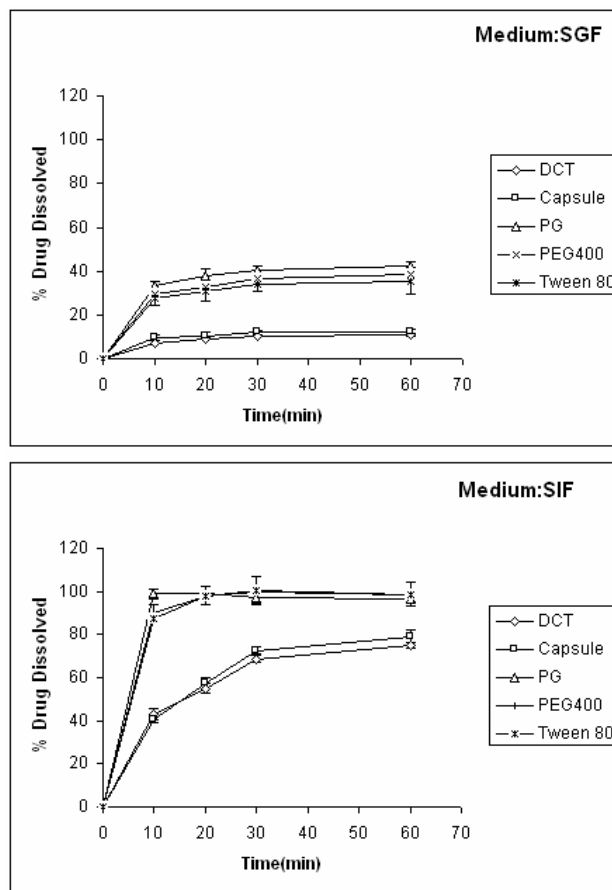 Medium:SGF
120
100
80
60
40
20
0
% Drug Dissolved
0 10 20 30 40 50 60 70
Time(min)
DCT
Capsule
PG
PEG400
Tween 80
Medium:SIF
120
100
80
60
40
20
0
% Drug Dissolved
0 10 20 30 40 50 60 70
Time(min)
DCT
Capsule
PG
PEG400
Tween 80